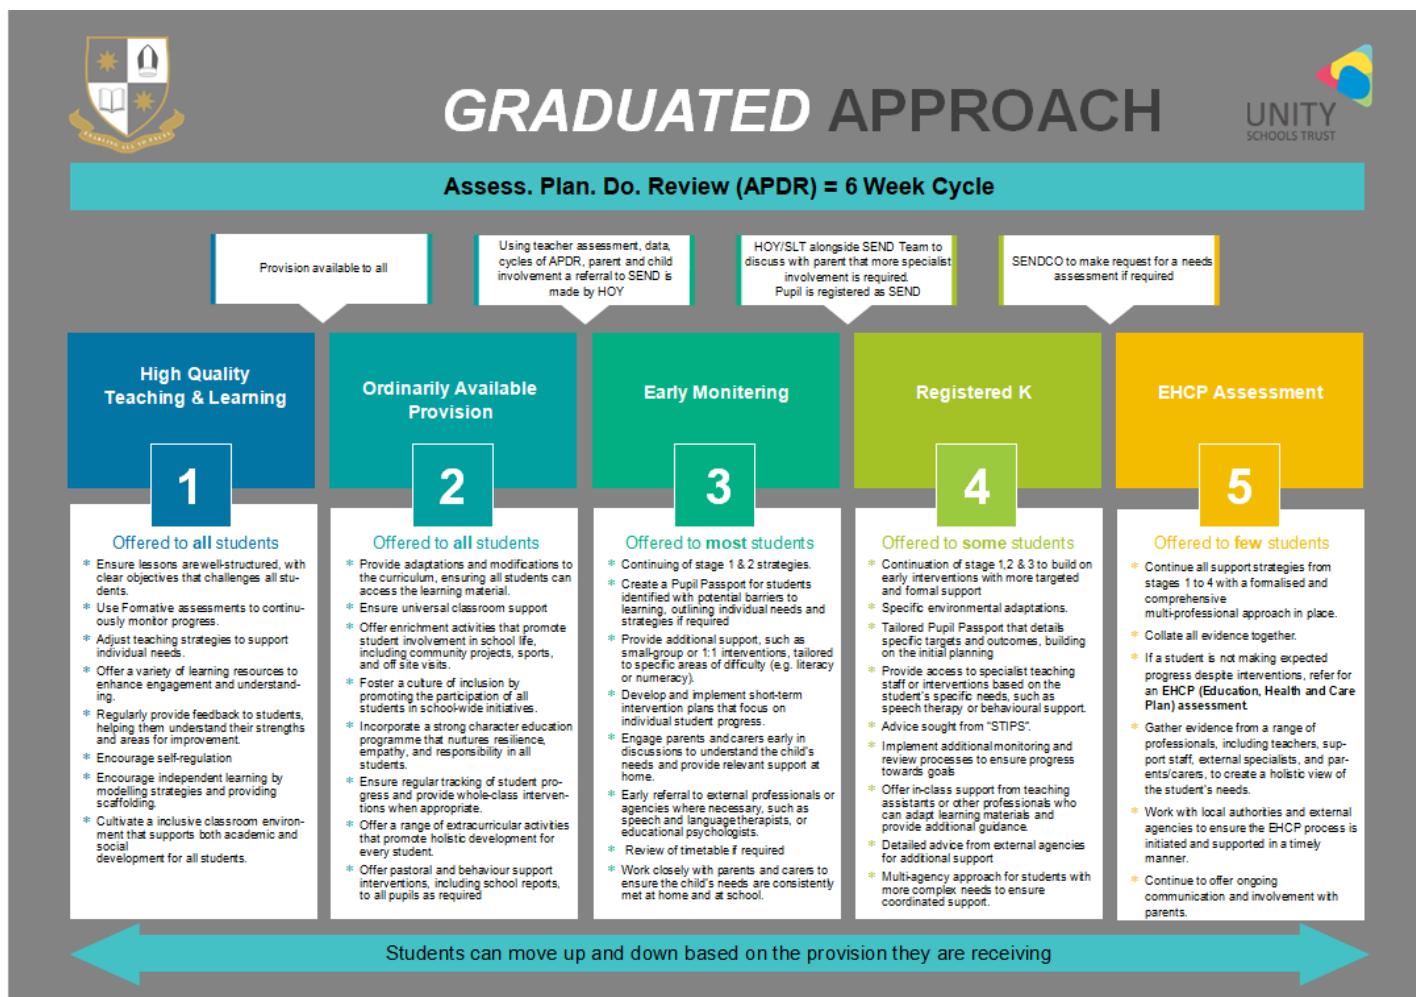 GRADUATED APPROACH
UNITY
SCHOOLS TRUST
ENABLING ALL TO EXCEL
Assess. Plan. Do. Review (APDR) = 6 Week Cycle
Provision available to all
Using teacher assessment, data,
cycles of APDR, parent and child
involvement a referral to SEND is
made by HOY
HOY/SLT alongside SEND Team to
discuss with parent that more specialist
involvement is required.
Pupil is registered as SEND
SENDCO to make request for a needs
assessment if required
High Quality
Teaching & Learning
1
Offered to all students
* Ensure lessons are well-structured, with
clear objectives that challenges all stu-
dents.
* Use Formative assessments to continu-
ously monitor progress.
* Adjust teaching strategies to support
individual needs.
* Offer a variety of learning resources to
enhance engagement and understand-
ing.
* Regularly provide feedback to students,
helping them understand their strengths
and areas for improvement.
* Encourage self-regulation
* Encourage independent learning by
modelling strategies and providing
scaffolding.
* Cultivate a inclusive classroom environ-
ment that supports both academic and
social
development for all students.
Ordinarily Available
Provision
2
Offered to all students
* Provide adaptations and modifications to
the curriculum, ensuring all students can
access the learning material.
* Ensure universal classroom support
* Offer enrichment activities that promote
student involvement in school life,
including community projects, sports,
and off site visits.
* Foster a culture of inclusion by
promoting the participation of all
students in school-wide initiatives.
* Incorporate a strong character education
programme that nurtures resilience,
empathy, and responsibility in all
students.
* Ensure regular tracking of student pro-
gress and provide whole-class interven-
tions when appropriate.
* Offer a range of extracurricular activities
that promote holistic development for
every student.
* Offer pastoral and behaviour support
interventions, including school reports,
to all pupils as required
Early Monitering
3
Offered to most students
* Continuing of stage 1 & 2 strategies.
* Create a Pupil Passport for students
identified with potential barriers to
learning, outlining individual needs and
strategies if required
* Provide additional support, such as
small-group or 1:1 interventions, tailored
to specific areas of difficulty (e.g. literacy
or numeracy).
* Develop and implement short-term
intervention plans that focus on
individual student progress.
* Engage parents and carers early in
discussions to understand the child's
needs and provide relevant support at
home.
* Early referral to external professionals or
agencies where necessary, such as
speech and language therapists, or
educational psychologists.
* Review of timetable if required
* Work closely with parents and carers to
ensure the child's needs are consistently
met at home and at school.
Registered K
4
Offered to some students
* Continuation of stage 1,2 & 3 to build on
early interventions with more targeted
and formal support
* Specific environmental adaptations.
* Tailored Pupil Passport that details
specific targets and outcomes, building
on the initial planning
* Provide access to specialist teaching
staff or interventions based on the
student's specific needs, such as
speech therapy or behavioural support.
* Advice sought from "STIPS".
* Implement additional monitoring and
review processes to ensure progress
towards goals
* Offer in-class support from teaching
assistants or other professionals who
can adapt learning materials and
provide additional guidance.
* Detailed advice from external agencies
for additional support
* Multi-agency approach for students with
more complex needs to ensure
coordinated support.
EHCP Assessment
5
Offered to few students
* Continue all support strategies from
stages 1 to 4 with a formalised and
comprehensive
multi-professional approach in place.
* Collate all evidence together.
* If a student is not making expected
progress despite interventions, refer for
an EHCP (Education, Health and Care
Plan) assessment.
* Gather evidence from a range of
professionals, including teachers, sup-
port staff, external specialists, and par-
ents/carers, to create a holistic view of
the student's needs.
* Work with local authorities and external
agencies to ensure the EHCP process is
initiated and supported in a timely
manner.
* Continue to offer ongoing
communication and involvement with
parents.
Students can move up and down based on the provision they are receiving